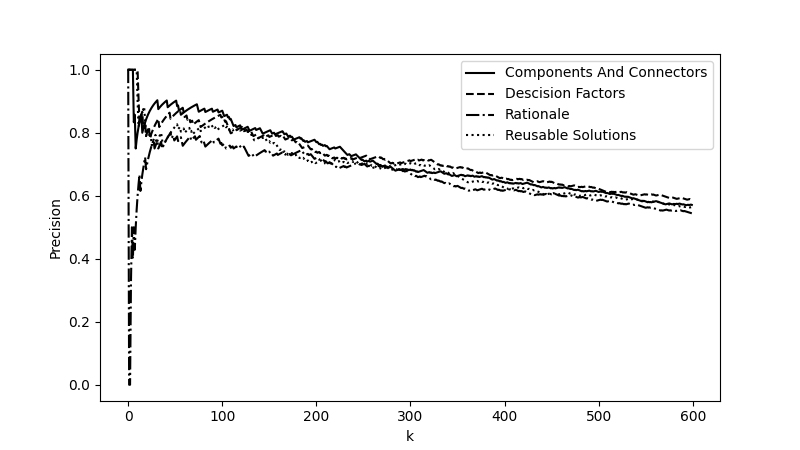 1.0
0.8
0.6
0.4
0.2
0.0
Precision
0
100
200
300
400
500
600
k
Components And Connectors
Descision Factors
Rationale
Reusable Solutions